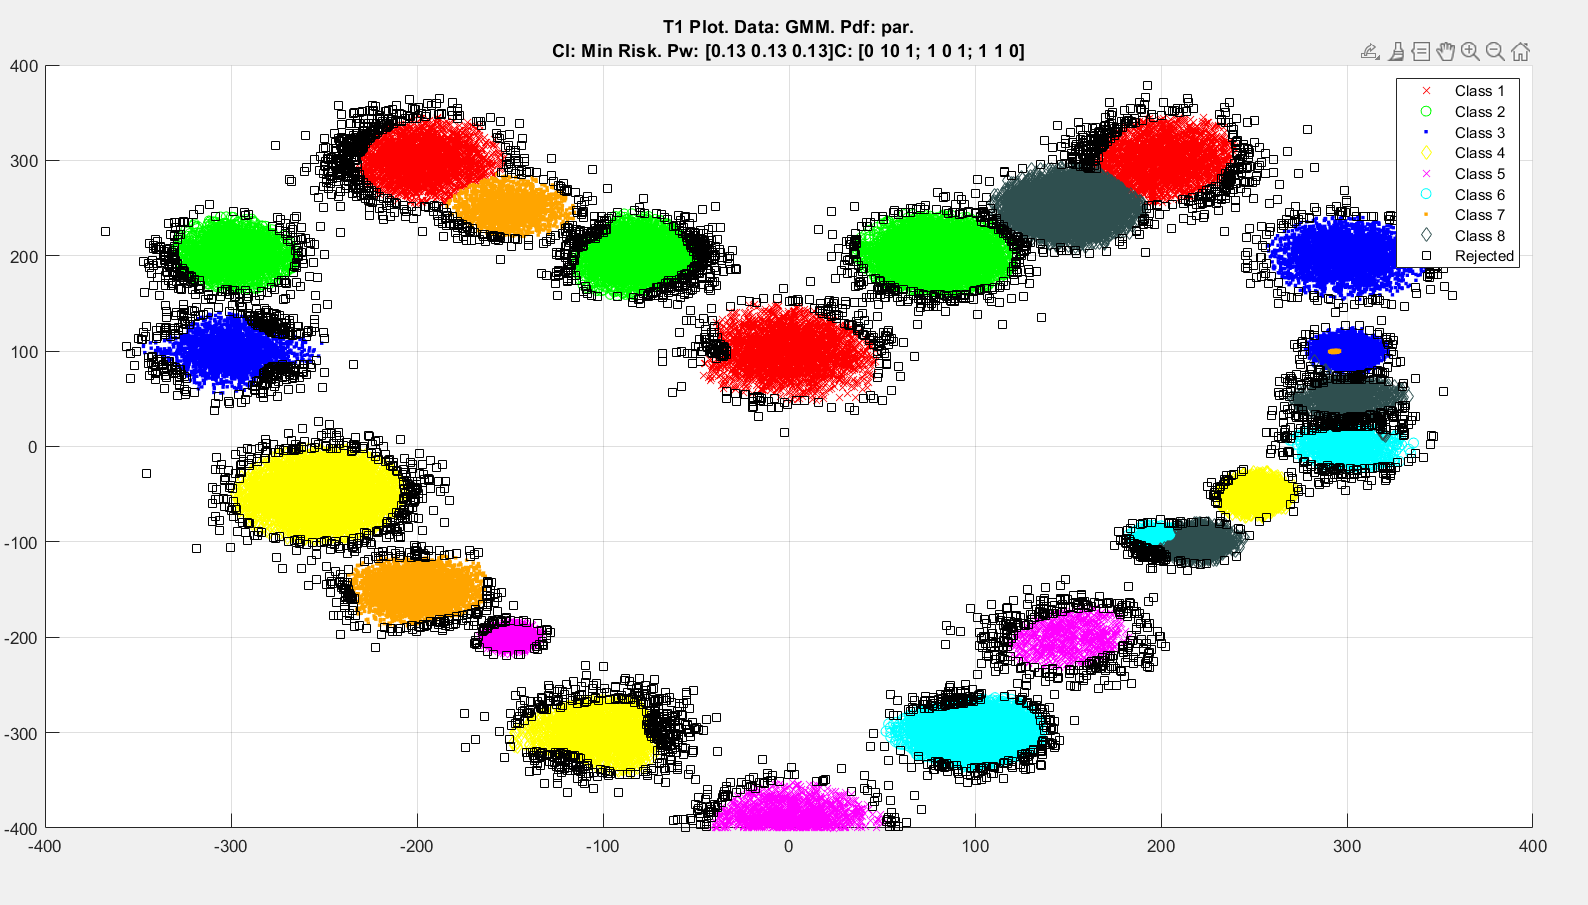 T1 Plot. Data: GMM. Pdf: par.
Cl: Min Risk. Pw: [0.13 0.13 0.13]C: [0 10 1; 1 0 1; 1 1 0]
400
300
200
100
0
-100
-200
-300
-400
-400
-300
-200
-100
0
100
200
300
400
Class 1
Class 2
Class 3
Class 4
Class 5
Class 6
Class 7
Class 8
Rejected